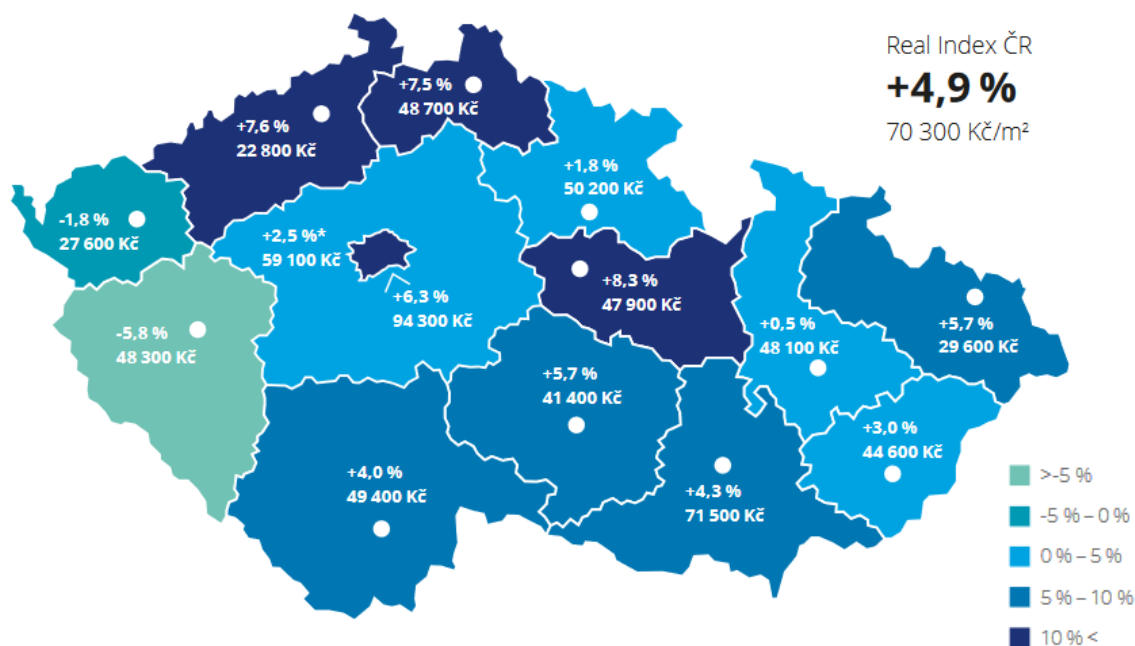 Real Index ČR
+4,9 %
70 300 Kč/m²
+7,5 %
48 700 Kč
+7,6 %
22 800 Kč
+1,8 %
50 200 Kč
-1,8 %
27 600 Kč
+2,5 %*
59 100 Kč
+6,3 %
94 300 Kč
+8,3 %
47 900 Kč
+0,5 %
48 100 Kč
+5,7 %
29 600 Kč
-5,8 %
48 300 Kč
+5,7 %
41 400 Kč
+3,0 %
44 600 Kč
+4,0 %
49 400 Kč
+4,3 %
71 500 Kč
>-5 %
-5 % – 0 %
0 % – 5 %
5 % – 10 %
10 % <